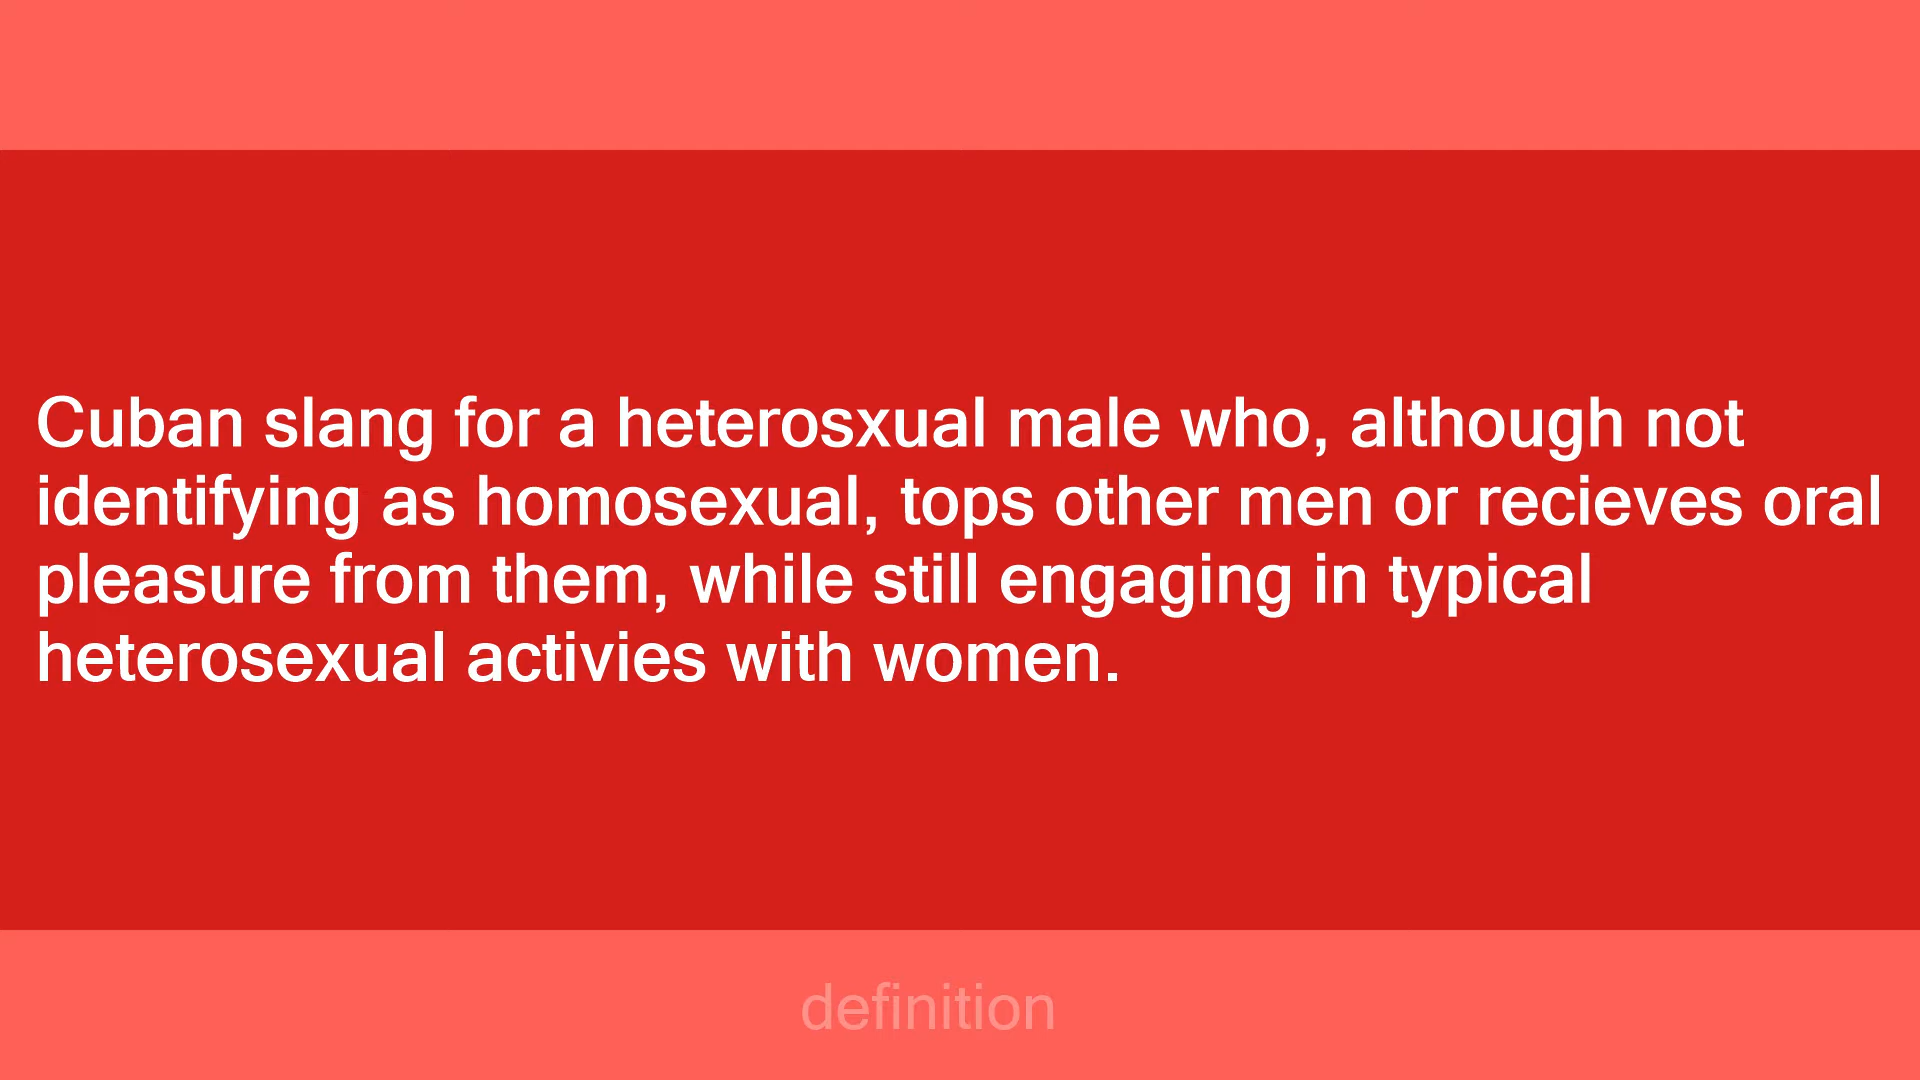 Cuban slang for a heterosxual male who, although not
identifying as homosexual, tops other men or recieves oral
pleasure from them, while still engaging in typical
heterosexual activies with women.
definition